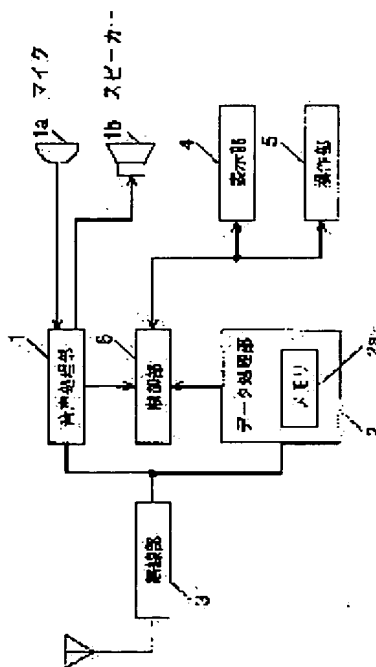 1a マイク
1b スピーカー
1
音声処理部
6
制御部
4
表示部
5
操作部
データ処理部
メモリ
2a
2
無線部
3